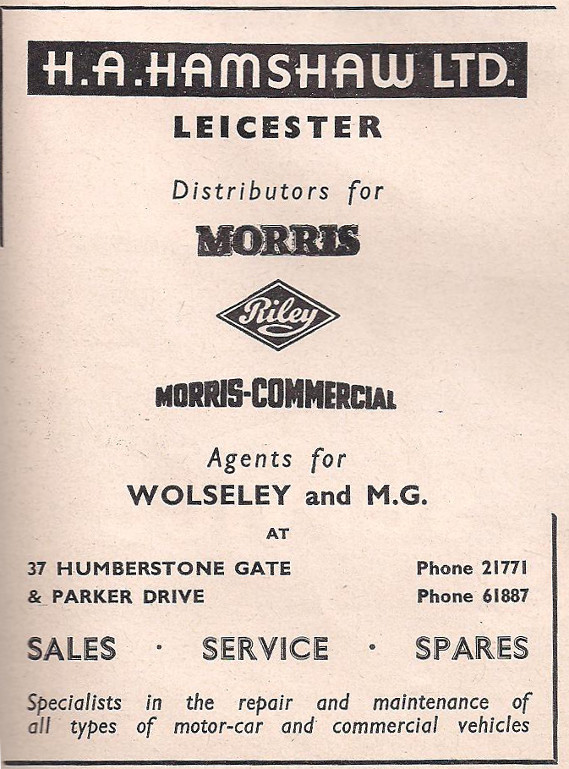 H.A.HAMSHAW LTD.
LEICESTER
Distributors for
MORRIS
Riley
MORRIS-COMMERCIAL
Agents for
WOLSELEY and M.G.
AT
37 HUMBERSTONE GATE Phone 21771
& PARKER DRIVE Phone 61887
SALES · SERVICE · SPARES
Specialists in the repair and maintenance of
all types of motor-car and commercial vehicles